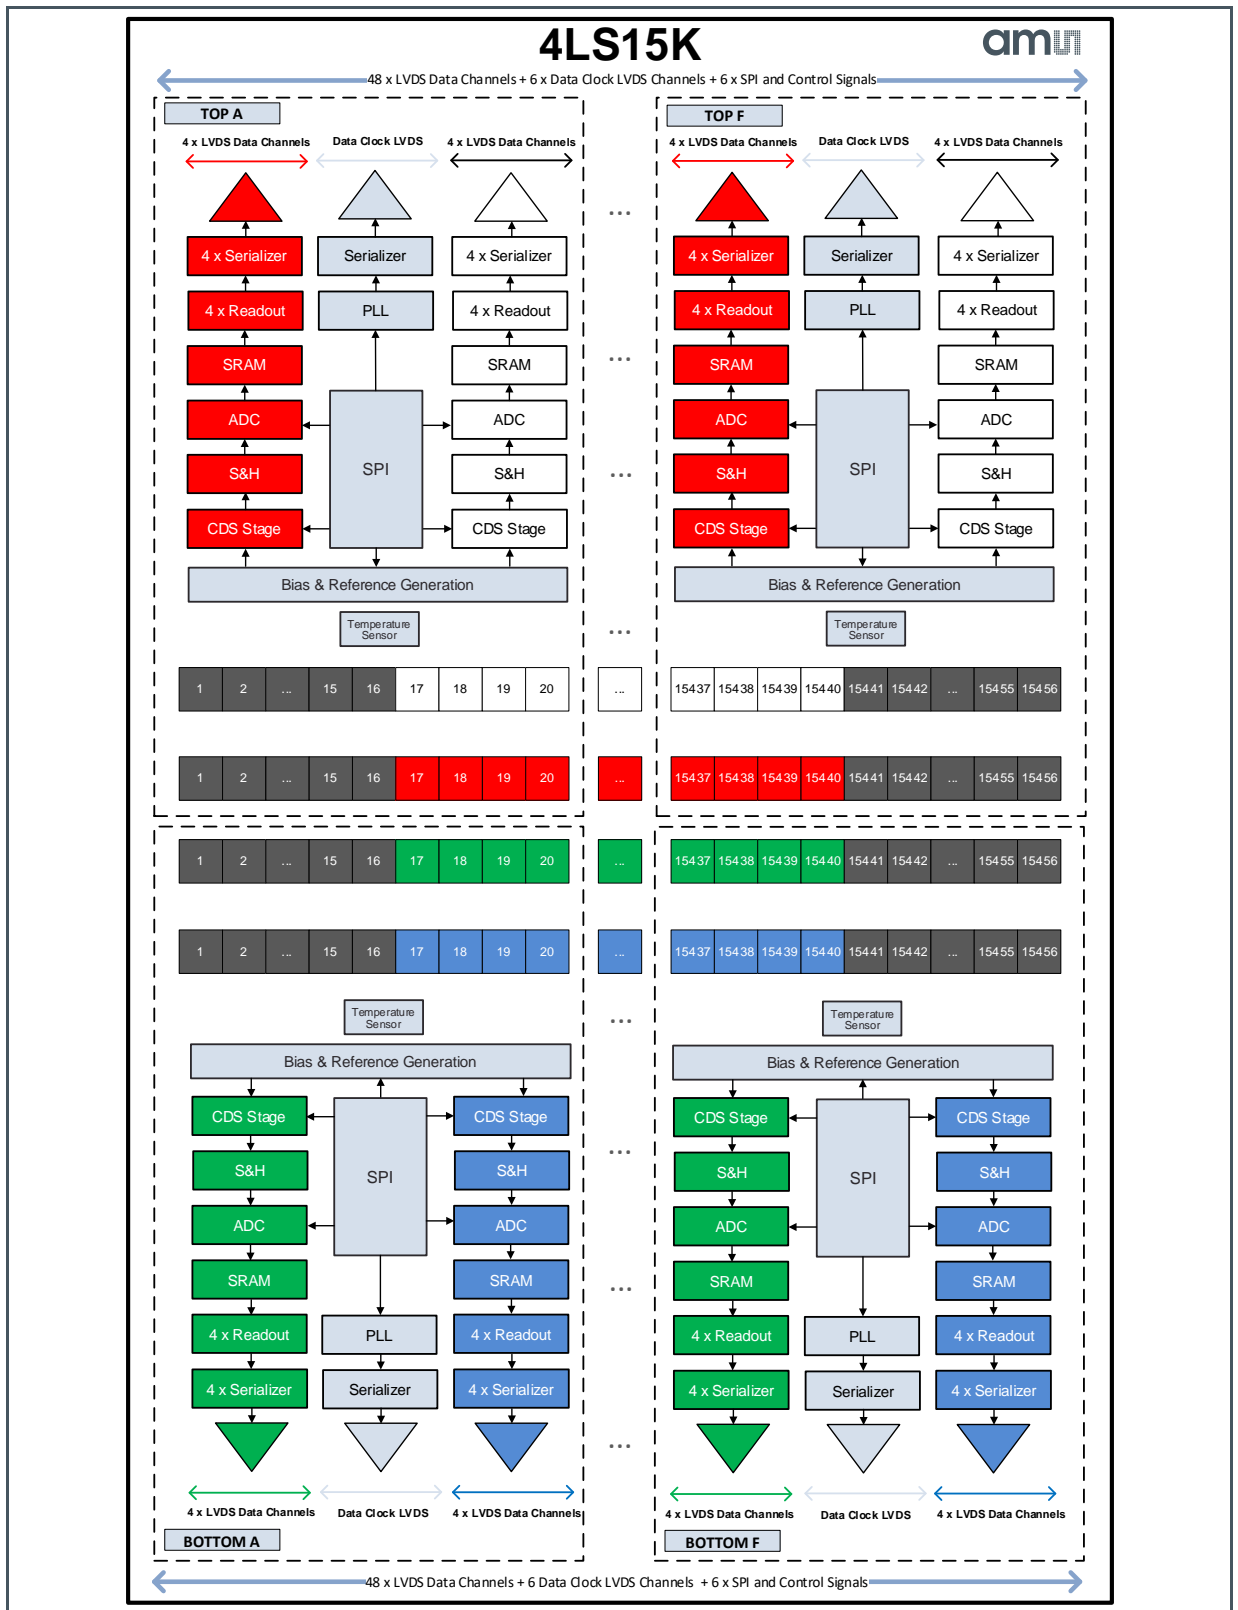 4LS15K
amu
48 x LVDS Data Channels + 6 x Data Clock LVDS Channels + 6 x SPI and Control Signals
TOP A
TOP F
4 x LVDS Data Channels
Data Clock LVDS
4 x LVDS Data Channels
4 x LVDS Data Channels
Data Clock LVDS
4 x LVDS Data Channels
...
4 x Serializer
Serializer
4 x Serializer
4 x Serializer
Serializer
4 x Serializer
4 x Readout
PLL
4 x Readout
4 x Readout
PLL
4 x Readout
SRAM
SRAM
...
SRAM
SRAM
ADC
ADC
ADC
ADC
SPI
SPI
S&H
S&H
...
S&H
S&H
CDS Stage
CDS Stage
CDS Stage
CDS Stage
Bias & Reference Generation
Bias & Reference Generation
Temperature
Sensor
...
Temperature
Sensor
1 2 ... 15 16 17 18 19 20 ... 15437 15438 15439 15440 15441 15442 ... 15455 15456
1 2 ... 15 16 17 18 19 20 ... 15437 15438 15439 15440 15441 15442 ... 15455 15456
1 2 ... 15 16 17 18 19 20 ... 15437 15438 15439 15440 15441 15442 ... 15455 15456
1 2 ... 15 16 17 18 19 20 ... 15437 15438 15439 15440 15441 15442 ... 15455 15456
Temperature
Sensor
...
Temperature
Sensor
Bias & Reference Generation
Bias & Reference Generation
CDS Stage
CDS Stage
CDS Stage
CDS Stage
...
S&H
S&H
S&H
S&H
SPI
SPI
ADC
ADC
ADC
ADC
SRAM
SRAM
...
SRAM
SRAM
4 x Readout
PLL
4 x Readout
4 x Readout
PLL
4 x Readout
4 x Serializer
Serializer
4 x Serializer
4 x Serializer
Serializer
4 x Serializer
...
4 x LVDS Data Channels
Data Clock LVDS
4 x LVDS Data Channels
4 x LVDS Data Channels
Data Clock LVDS
4 x LVDS Data Channels
BOTTOM A
BOTTOM F
48 x LVDS Data Channels + 6 Data Clock LVDS Channels + 6 x SPI and Control Signals